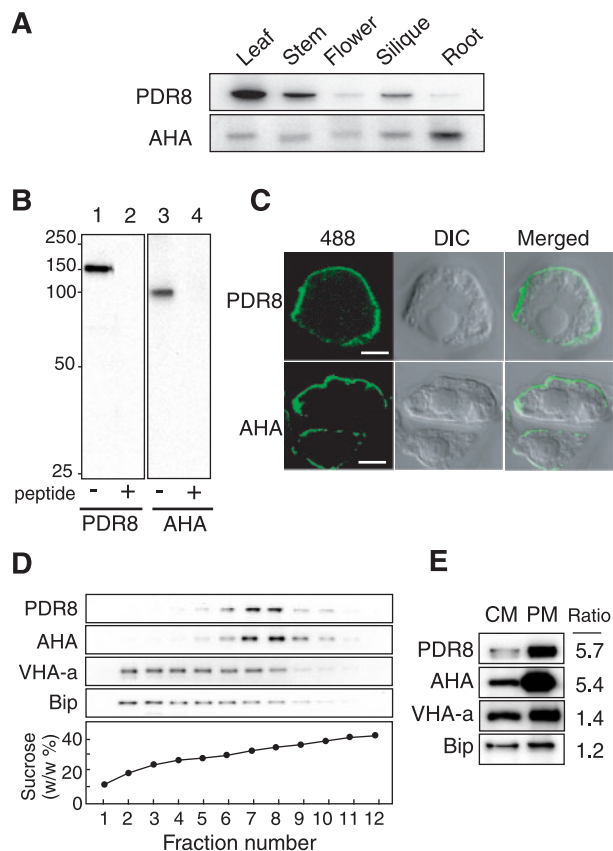 A
Leaf Stem Flower Silique Root
PDR8
AHA
B
1 2 3 4
250
150
100
50
25
peptide - + - +
PDR8 AHA
C
488 DIC Merged
PDR8
AHA
D
PDR8
AHA
VHA-a
Bip
Sucrose
(w/w %)
40
20
0
1 2 3 4 5 6 7 8 9 10 11 12
Fraction number
E
CM PM Ratio
PDR8 5.7
AHA 5.4
VHA-a 1.4
Bip 1.2